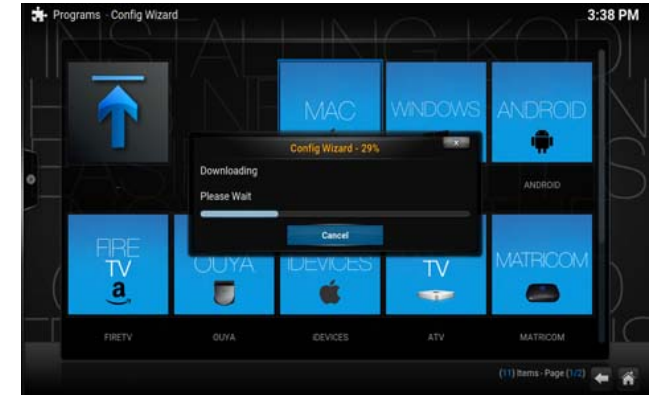 Programs · Config Wizard
3:38 PM
MAC
WINDOWS
ANDROID
Config Wizard - 29%
Downloading
Please Wait
Cancel
ANDROID
FIRE
TV
OUYA
iDEVICES
TV
MATRICOM
FIRETV
OUYA
iDEVICES
ATV
MATRICOM
(11) Items - Page (1/2)